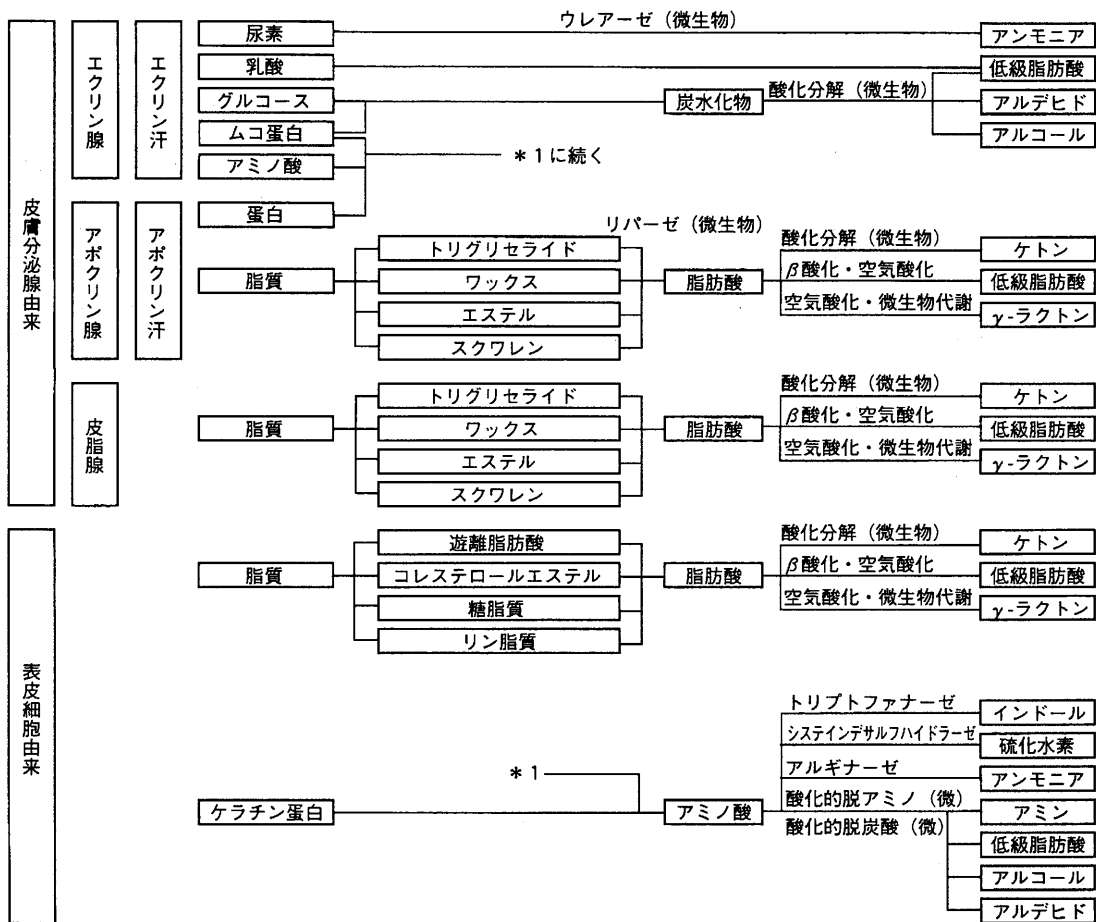 皮膚分泌腺由来
エクリン腺
エクリン汗
尿素
ウレアーゼ（微生物）
アンモニア
乳酸
低級脂肪酸
グルコース
炭水化物
酸化分解（微生物）
アルデヒド
ムコ蛋白
アルコール
アミノ酸
＊1に続く
蛋白
アポクリン腺
アポクリン汗
脂質
トリグリセライド
ワックス
エステル
スクワレン
リパーゼ（微生物）
脂肪酸
酸化分解（微生物）
ケトン
β酸化・空気酸化
低級脂肪酸
空気酸化・微生物代謝
γ-ラクトン
皮脂腺
脂質
トリグリセライド
ワックス
エステル
スクワレン
脂肪酸
酸化分解（微生物）
ケトン
β酸化・空気酸化
低級脂肪酸
空気酸化・微生物代謝
γ-ラクトン
表皮細胞由来
脂質
遊離脂肪酸
コレステロールエステル
糖脂質
リン脂質
脂肪酸
酸化分解（微生物）
ケトン
β酸化・空気酸化
低級脂肪酸
空気酸化・微生物代謝
γ-ラクトン
＊1
ケラチン蛋白
アミノ酸
トリプトファナーゼ
インドール
システインデサルフハイドラーゼ
硫化水素
アルギナーゼ
アンモニア
酸化的脱アミノ（微）
アミン
酸化的脱炭酸（微）
低級脂肪酸
アルコール
アルデヒド